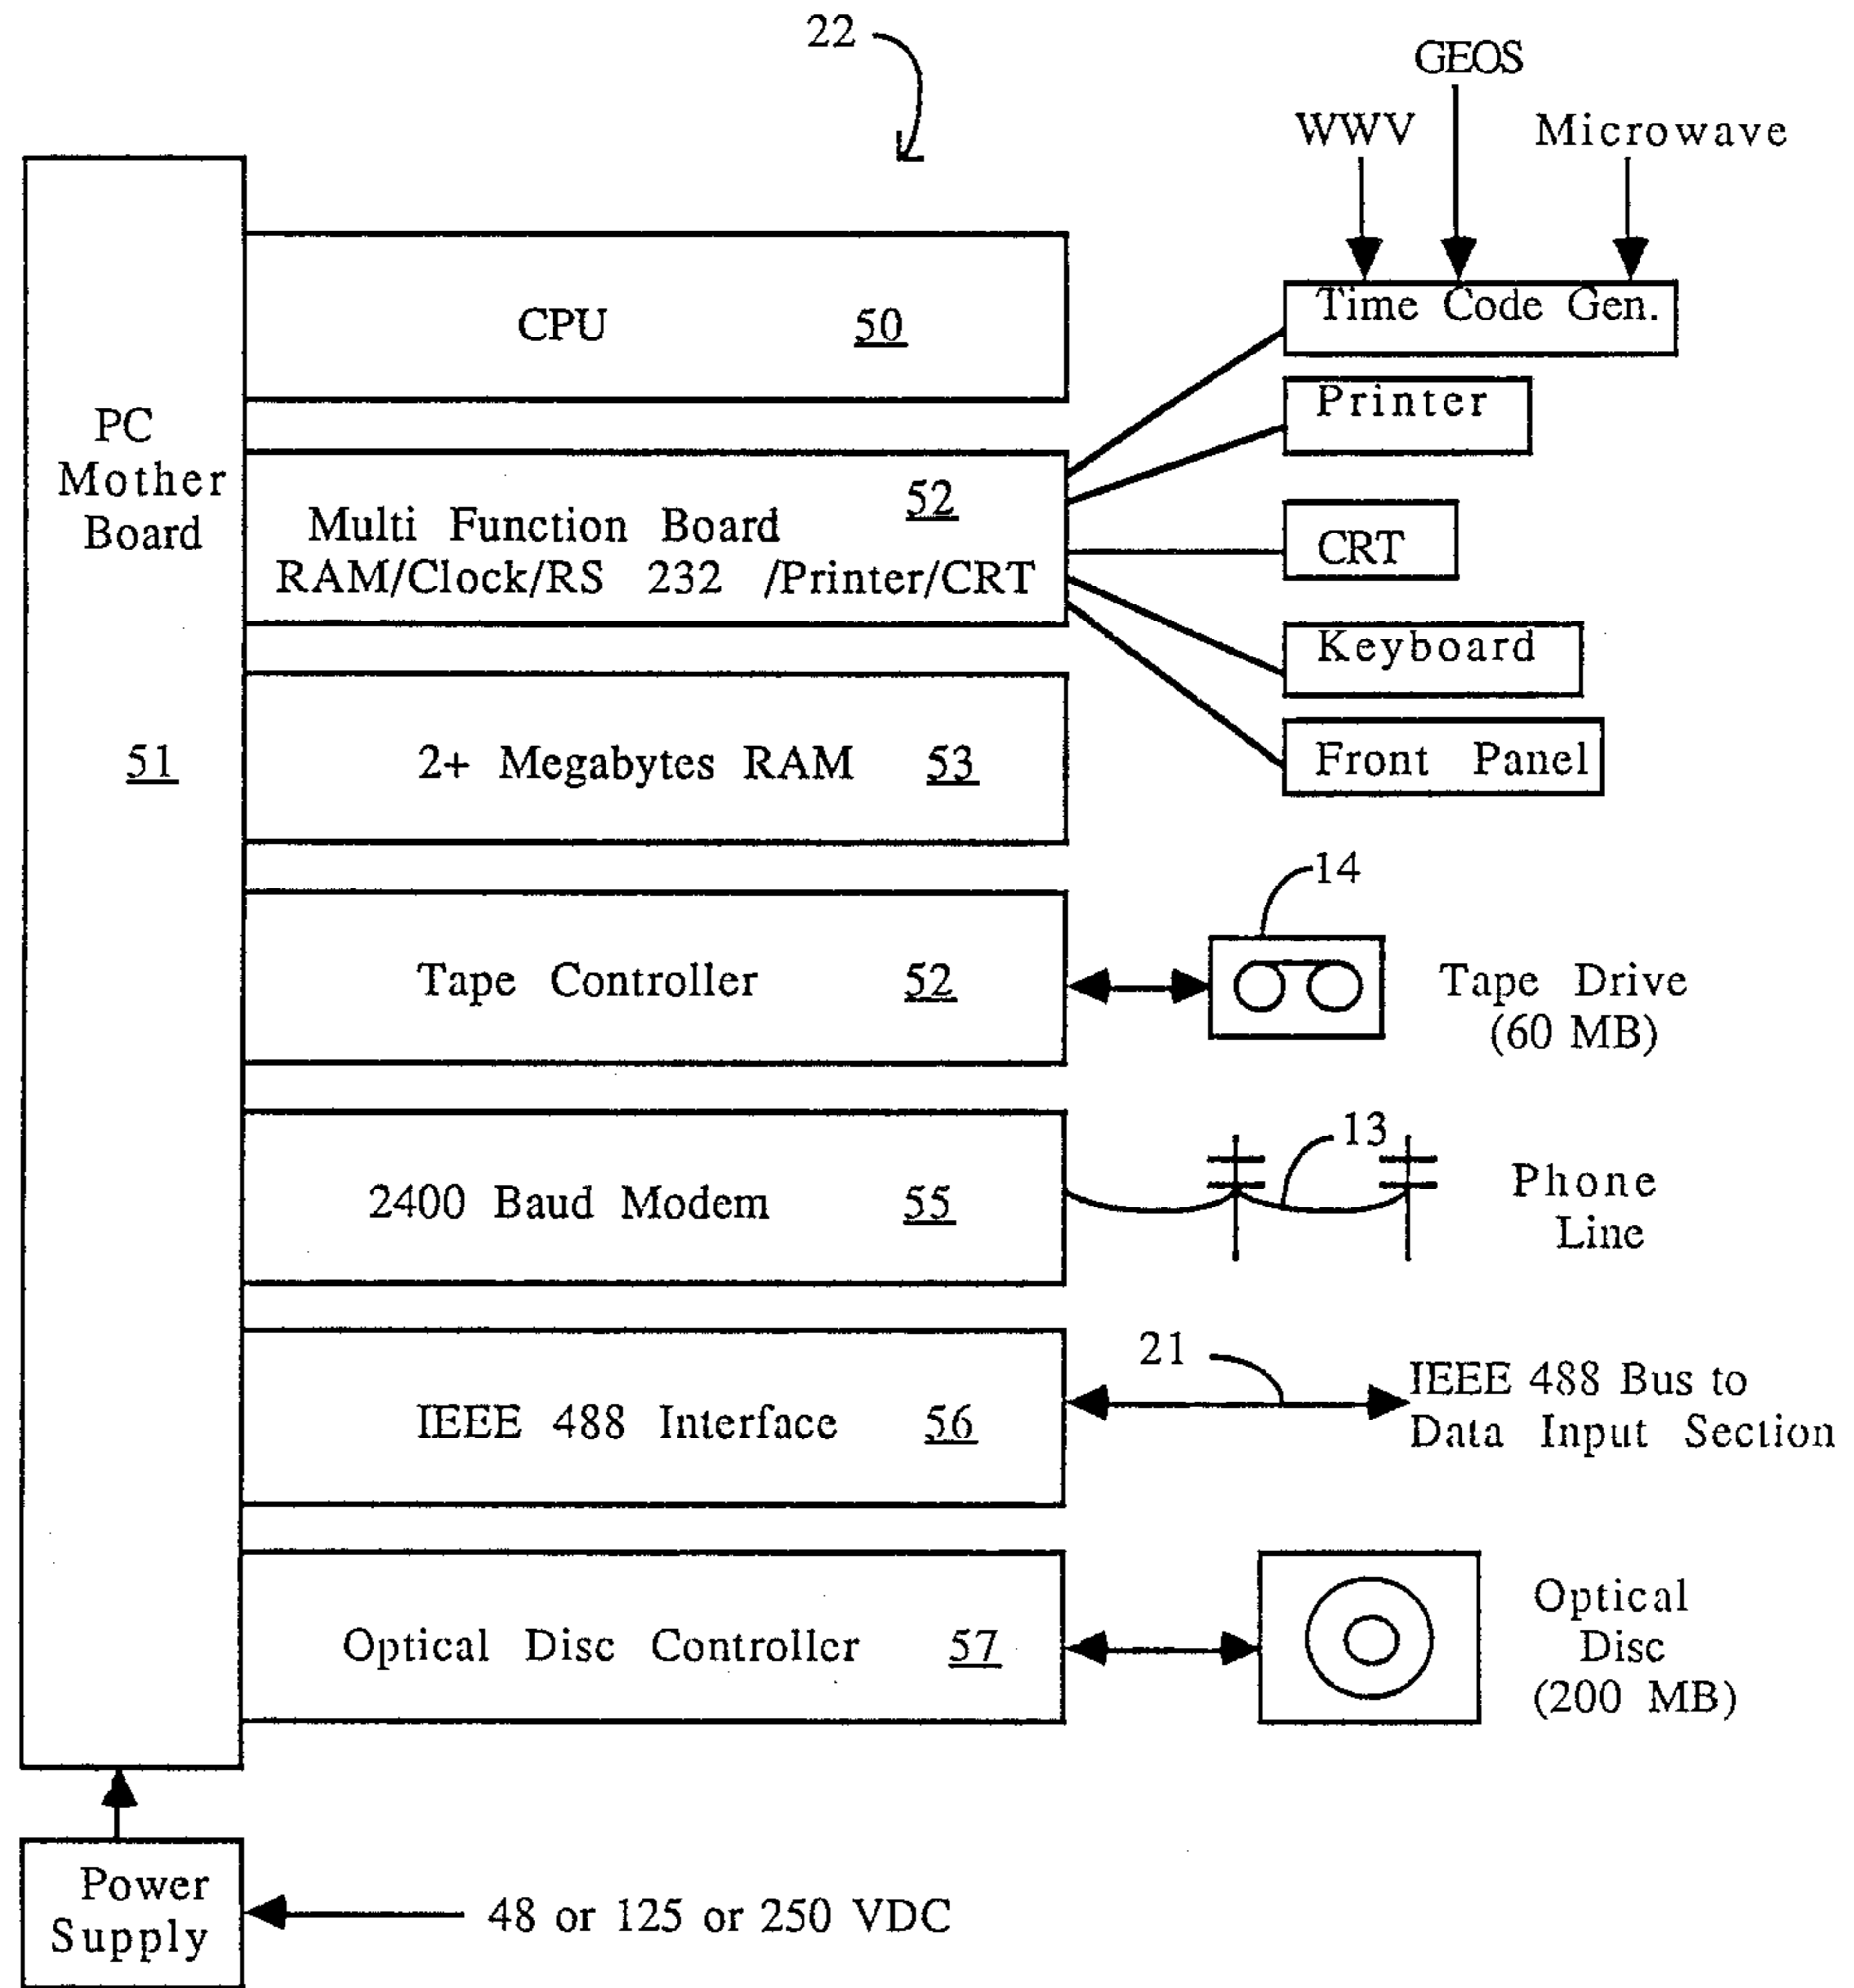 22
GEOS
WWV
Microwave
Time Code Gen.
CPU 50
Printer
PC
Mother
Board
51
52
Multi Function Board
RAM/Clock/RS 232 /Printer/CRT
CRT
Keyboard
2+ Megabytes RAM 53
Front Panel
14
Tape Controller 52
Tape Drive
(60 MB)
13
2400 Baud Modem 55
Phone
Line
21
IEEE 488 Interface 56
IEEE 488 Bus to
Data Input Section
Optical Disc Controller 57
Optical
Disc
(200 MB)
Power
Supply
48 or 125 or 250 VDC